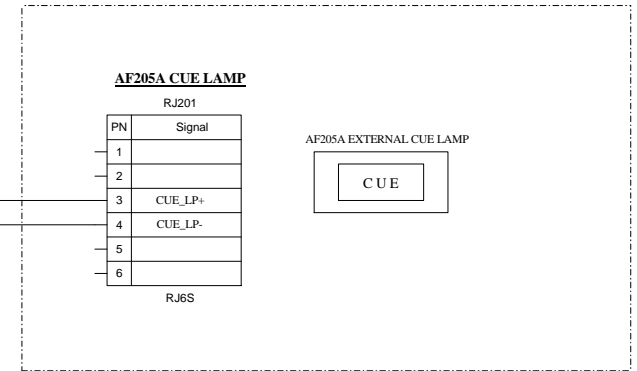 AF205A CUE LAMP
RJ201
PN Signal
1
2
3 CUE_LP+
4 CUE_LP-
5
6
RJ6S
AF205A EXTERNAL CUE LAMP
CUE